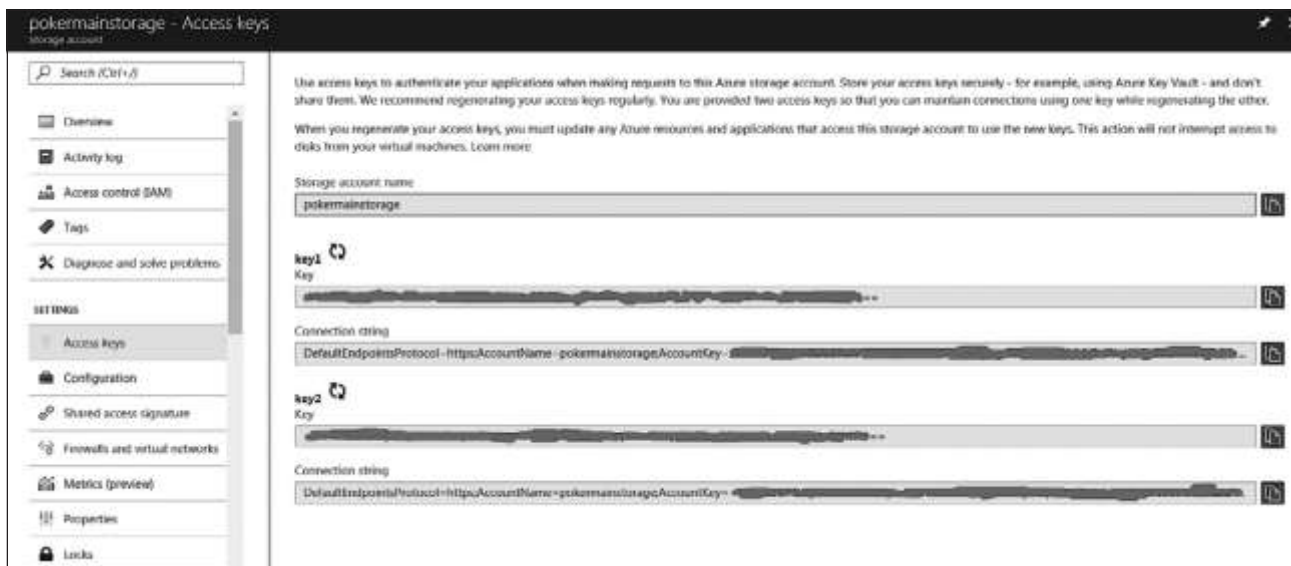 pokermainstorage - Access keys
storage account
Search (Ctrl+/)
Overview
Activity log
Access control (IAM)
Tags
Diagnose and solve problems
SETTINGS
Access keys
Configuration
Shared access signature
Firewalls and virtual networks
Metrics (preview)
Properties
Locks
Use access keys to authenticate your applications when making requests to this Azure storage account. Store your access keys securely - for example, using Azure Key Vault - and don't
share them. We recommend regenerating your access keys regularly. You are provided two access keys so that you can maintain connections using one key while regenerating the other.
When you regenerate your access keys, you must update any Azure resources and applications that access this storage account to use the new keys. This action will not interrupt access to
disks from your virtual machines. Learn more
Storage account name
pokermainstorage
key1
Key
==
Connection string
DefaultEndpointsProtocol=https;AccountName=pokermainstorage;AccountKey=
key2
Key
==
Connection string
DefaultEndpointsProtocol=https;AccountName=pokermainstorage;AccountKey=